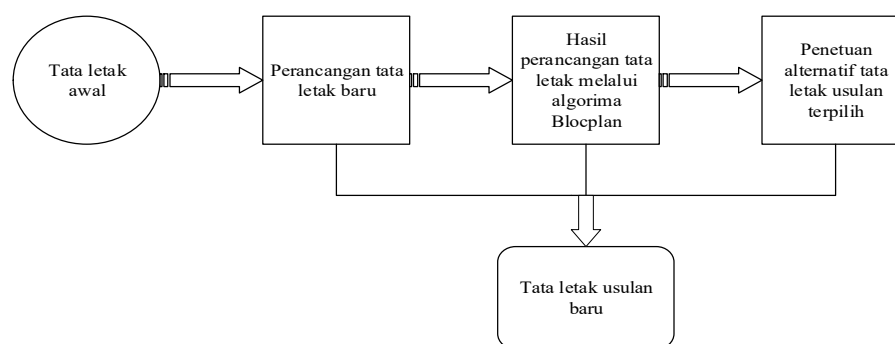 Tata letak
awal
Perancangan tata
letak baru
Hasil
perancangan tata
letak melalui
algorima
Blocplan
Penetuan
alternatif tata
letak usulan
terpilih
Tata letak usulan
baru